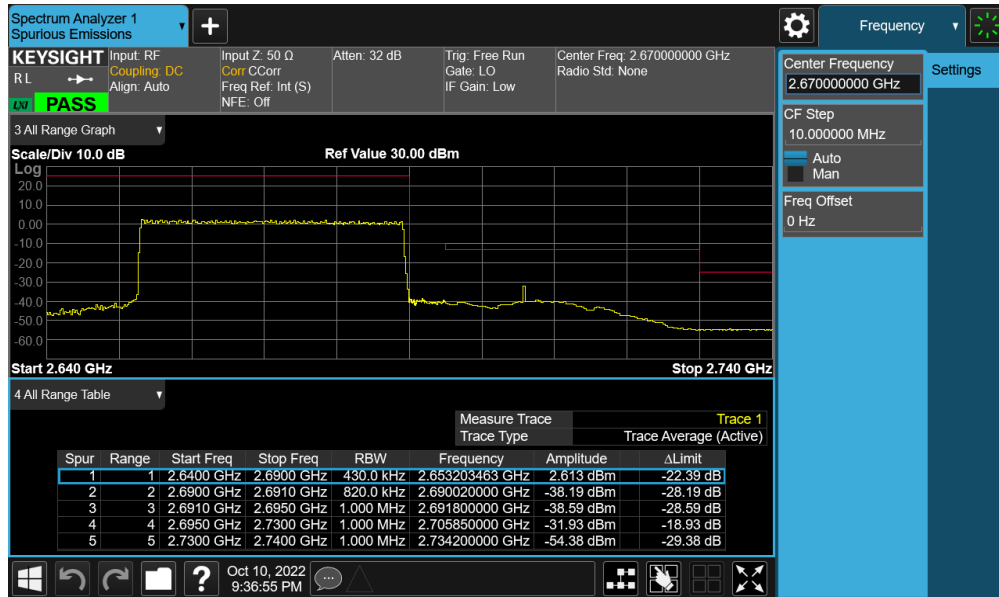 Spectrum Analyzer 1
Spurious Emissions
Frequency
KEYSIGHT
R L
LXI
PASS
Input: RF
Coupling: DC
Align: Auto
Input Z: 50 Ω
Corr CCorr
Freq Ref: Int (S)
NFE: Off
Atten: 32 dB
Trig: Free Run
Gate: LO
IF Gain: Low
Center Freq: 2.670000000 GHz
Radio Std: None
Center Frequency
2.670000000 GHz
Settings
CF Step
10.000000 MHz
Auto
Man
Freq Offset
0 Hz
3 All Range Graph
Scale/Div 10.0 dB Ref Value 30.00 dBm
Log
20.0
10.0
0.00
-10.0
-20.0
-30.0
-40.0
-50.0
-60.0
Start 2.640 GHz Stop 2.740 GHz
4 All Range Table
Measure Trace Trace 1
Trace Type Trace Average (Active)
Spur Range Start Freq Stop Freq RBW Frequency Amplitude ΔLimit
1 1 2.6400 GHz 2.6900 GHz 430.0 kHz 2.653203463 GHz 2.613 dBm -22.39 dB
2 2 2.6900 GHz 2.6910 GHz 820.0 kHz 2.690020000 GHz -38.19 dBm -28.19 dB
3 3 2.6910 GHz 2.6950 GHz 1.000 MHz 2.691800000 GHz -38.59 dBm -28.59 dB
4 4 2.6950 GHz 2.7300 GHz 1.000 MHz 2.705850000 GHz -31.93 dBm -18.93 dB
5 5 2.7300 GHz 2.7400 GHz 1.000 MHz 2.734200000 GHz -54.38 dBm -29.38 dB
?
Oct 10, 2022
9:36:55 PM